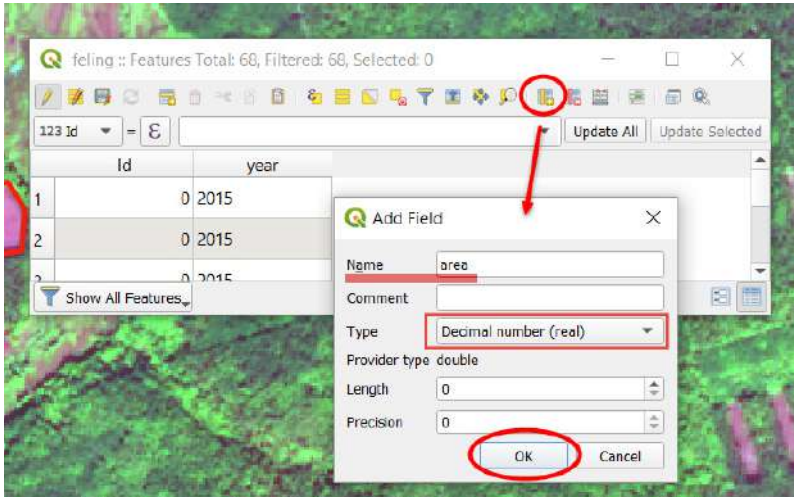 feling :: Features Total: 68, Filtered: 68, Selected: 0
123 Id = ε Update All Update Selected
Id year
1 0 2015
2 0 2015
3 0 2015
Show All Features
Add Field
Name area
Comment
Type Decimal number (real)
Provider type double
Length 0
Precision 0
OK Cancel